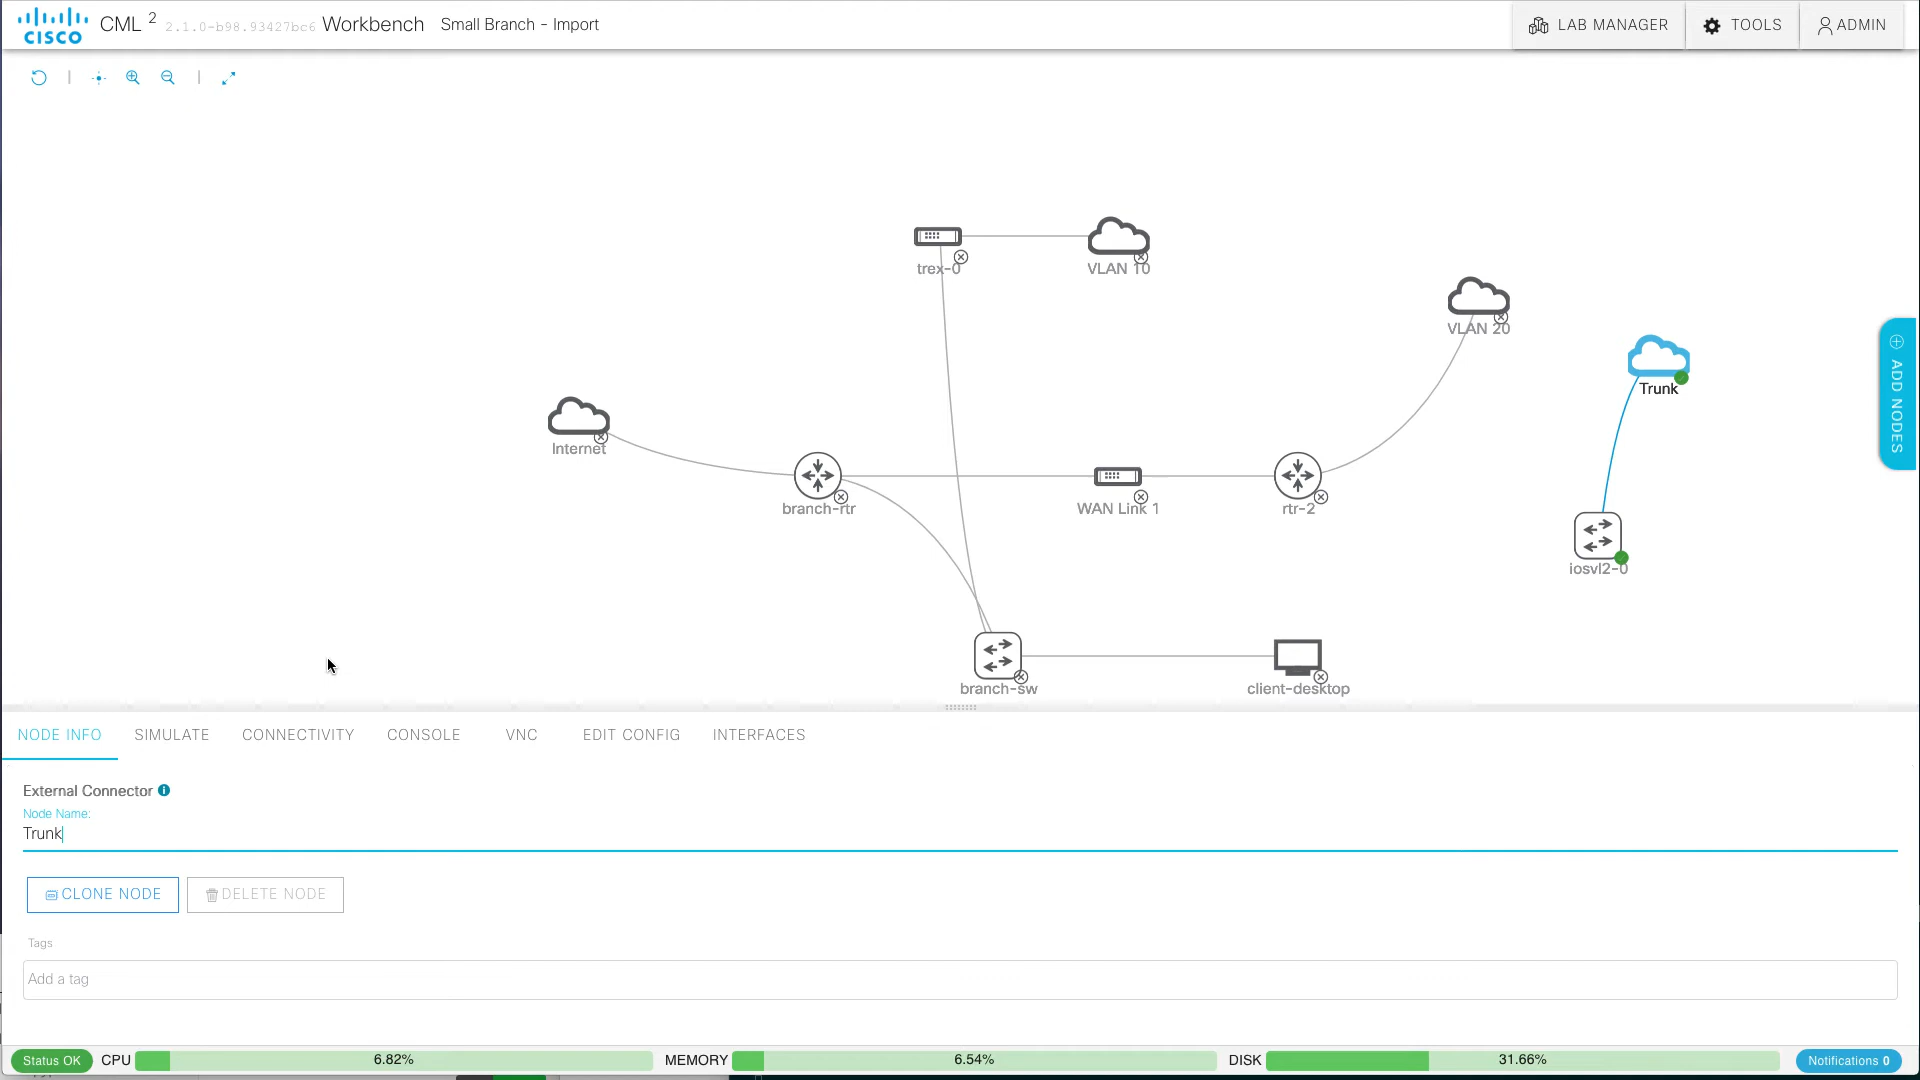 CISCO
CML 2
2.1.0-b98.93427bc6
Workbench
Small Branch - Import
LAB MANAGER
TOOLS
ADMIN
trex-0
VLAN 10
VLAN 20
Trunk
ADD NODES
Internet
branch-rtr
WAN Link 1
rtr-2
iosvl2-0
branch-sw
client-desktop
NODE INFO
SIMULATE
CONNECTIVITY
CONSOLE
VNC
EDIT CONFIG
INTERFACES
External Connector
Node Name:
Trunk
CLONE NODE
DELETE NODE
Tags
Add a tag
Status OK
CPU
6.82%
MEMORY
6.54%
DISK
31.66%
Notifications 0